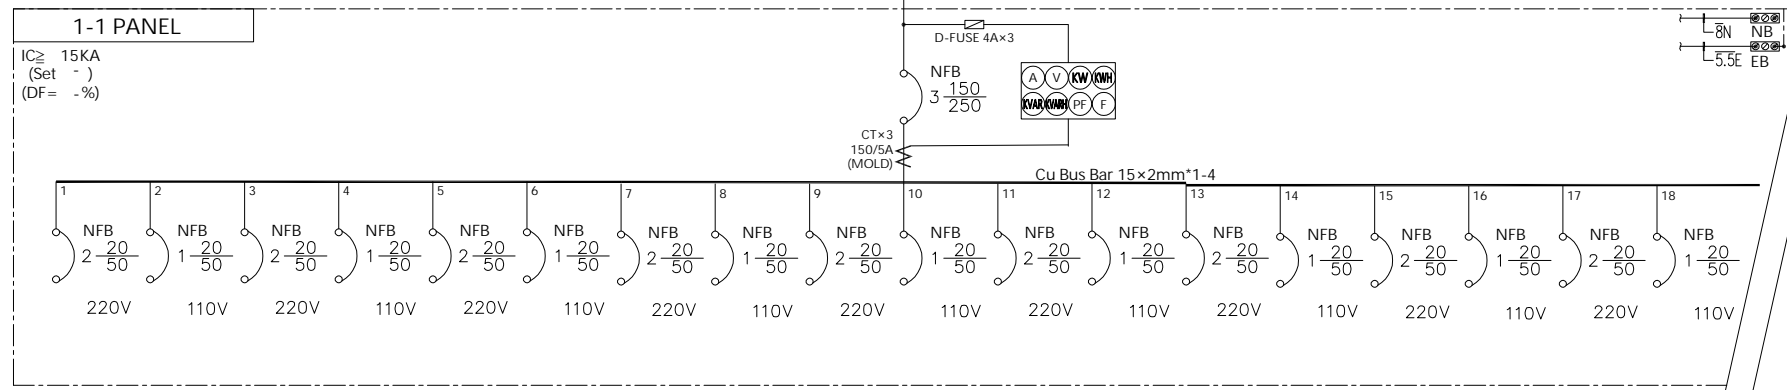 1-1 PANEL
IC≧ 15KA
(Set - )
(DF= -%)
D-FUSE 4A×3
NFB
3 150/250
A V KW KWH
KVAR KVARH PF F
CT×3
150/5A
(MOLD)
8N NB
5.5E EB
Cu Bus Bar 15×2mm*1-4
1 2 3 4 5 6 7 8 9 10 11 12 13 14 15 16 17 18
NFB NFB NFB NFB NFB NFB NFB NFB NFB NFB NFB NFB NFB NFB NFB NFB NFB NFB
2 20/50 1 20/50 2 20/50 1 20/50 2 20/50 1 20/50 2 20/50 1 20/50 2 20/50 1 20/50 2 20/50 1 20/50 2 20/50 1 20/50 2 20/50 1 20/50 2 20/50 1 20/50
220V 110V 220V 110V 220V 110V 220V 110V 220V 110V 220V 110V 220V 110V 220V 110V 220V 110V